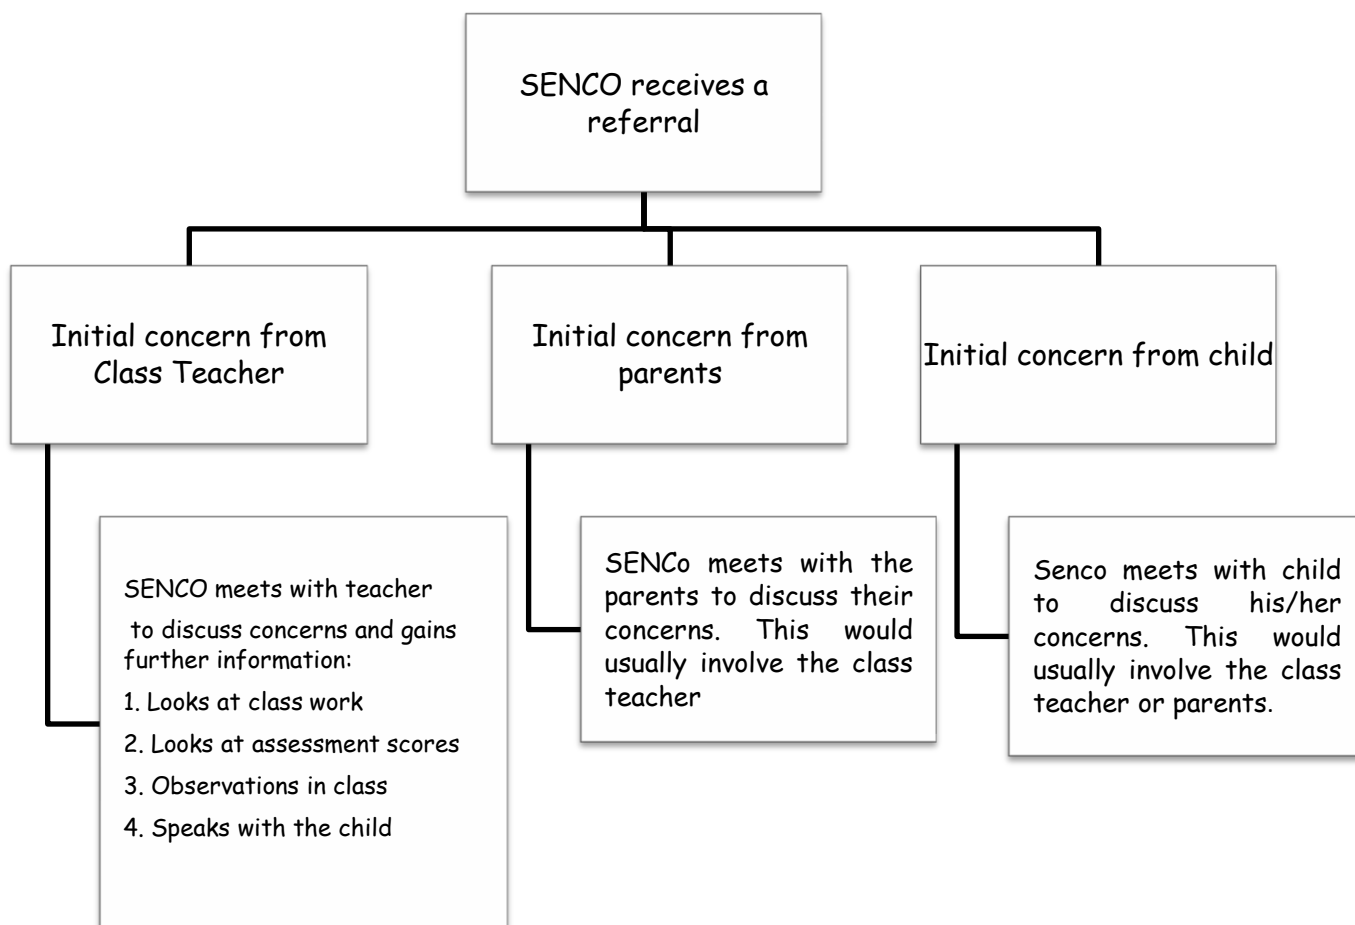 SENCO receives a
referral
Initial concern from
Class Teacher
Initial concern from
parents
Initial concern from child
SENCO meets with teacher
to discuss concerns and gains
further information:
1. Looks at class work
2. Looks at assessment scores
3. Observations in class
4. Speaks with the child
SENCo meets with the
parents to discuss their
concerns. This would
usually involve the class
teacher
Senco meets with child
to discuss his/her
concerns. This would
usually involve the class
teacher or parents.